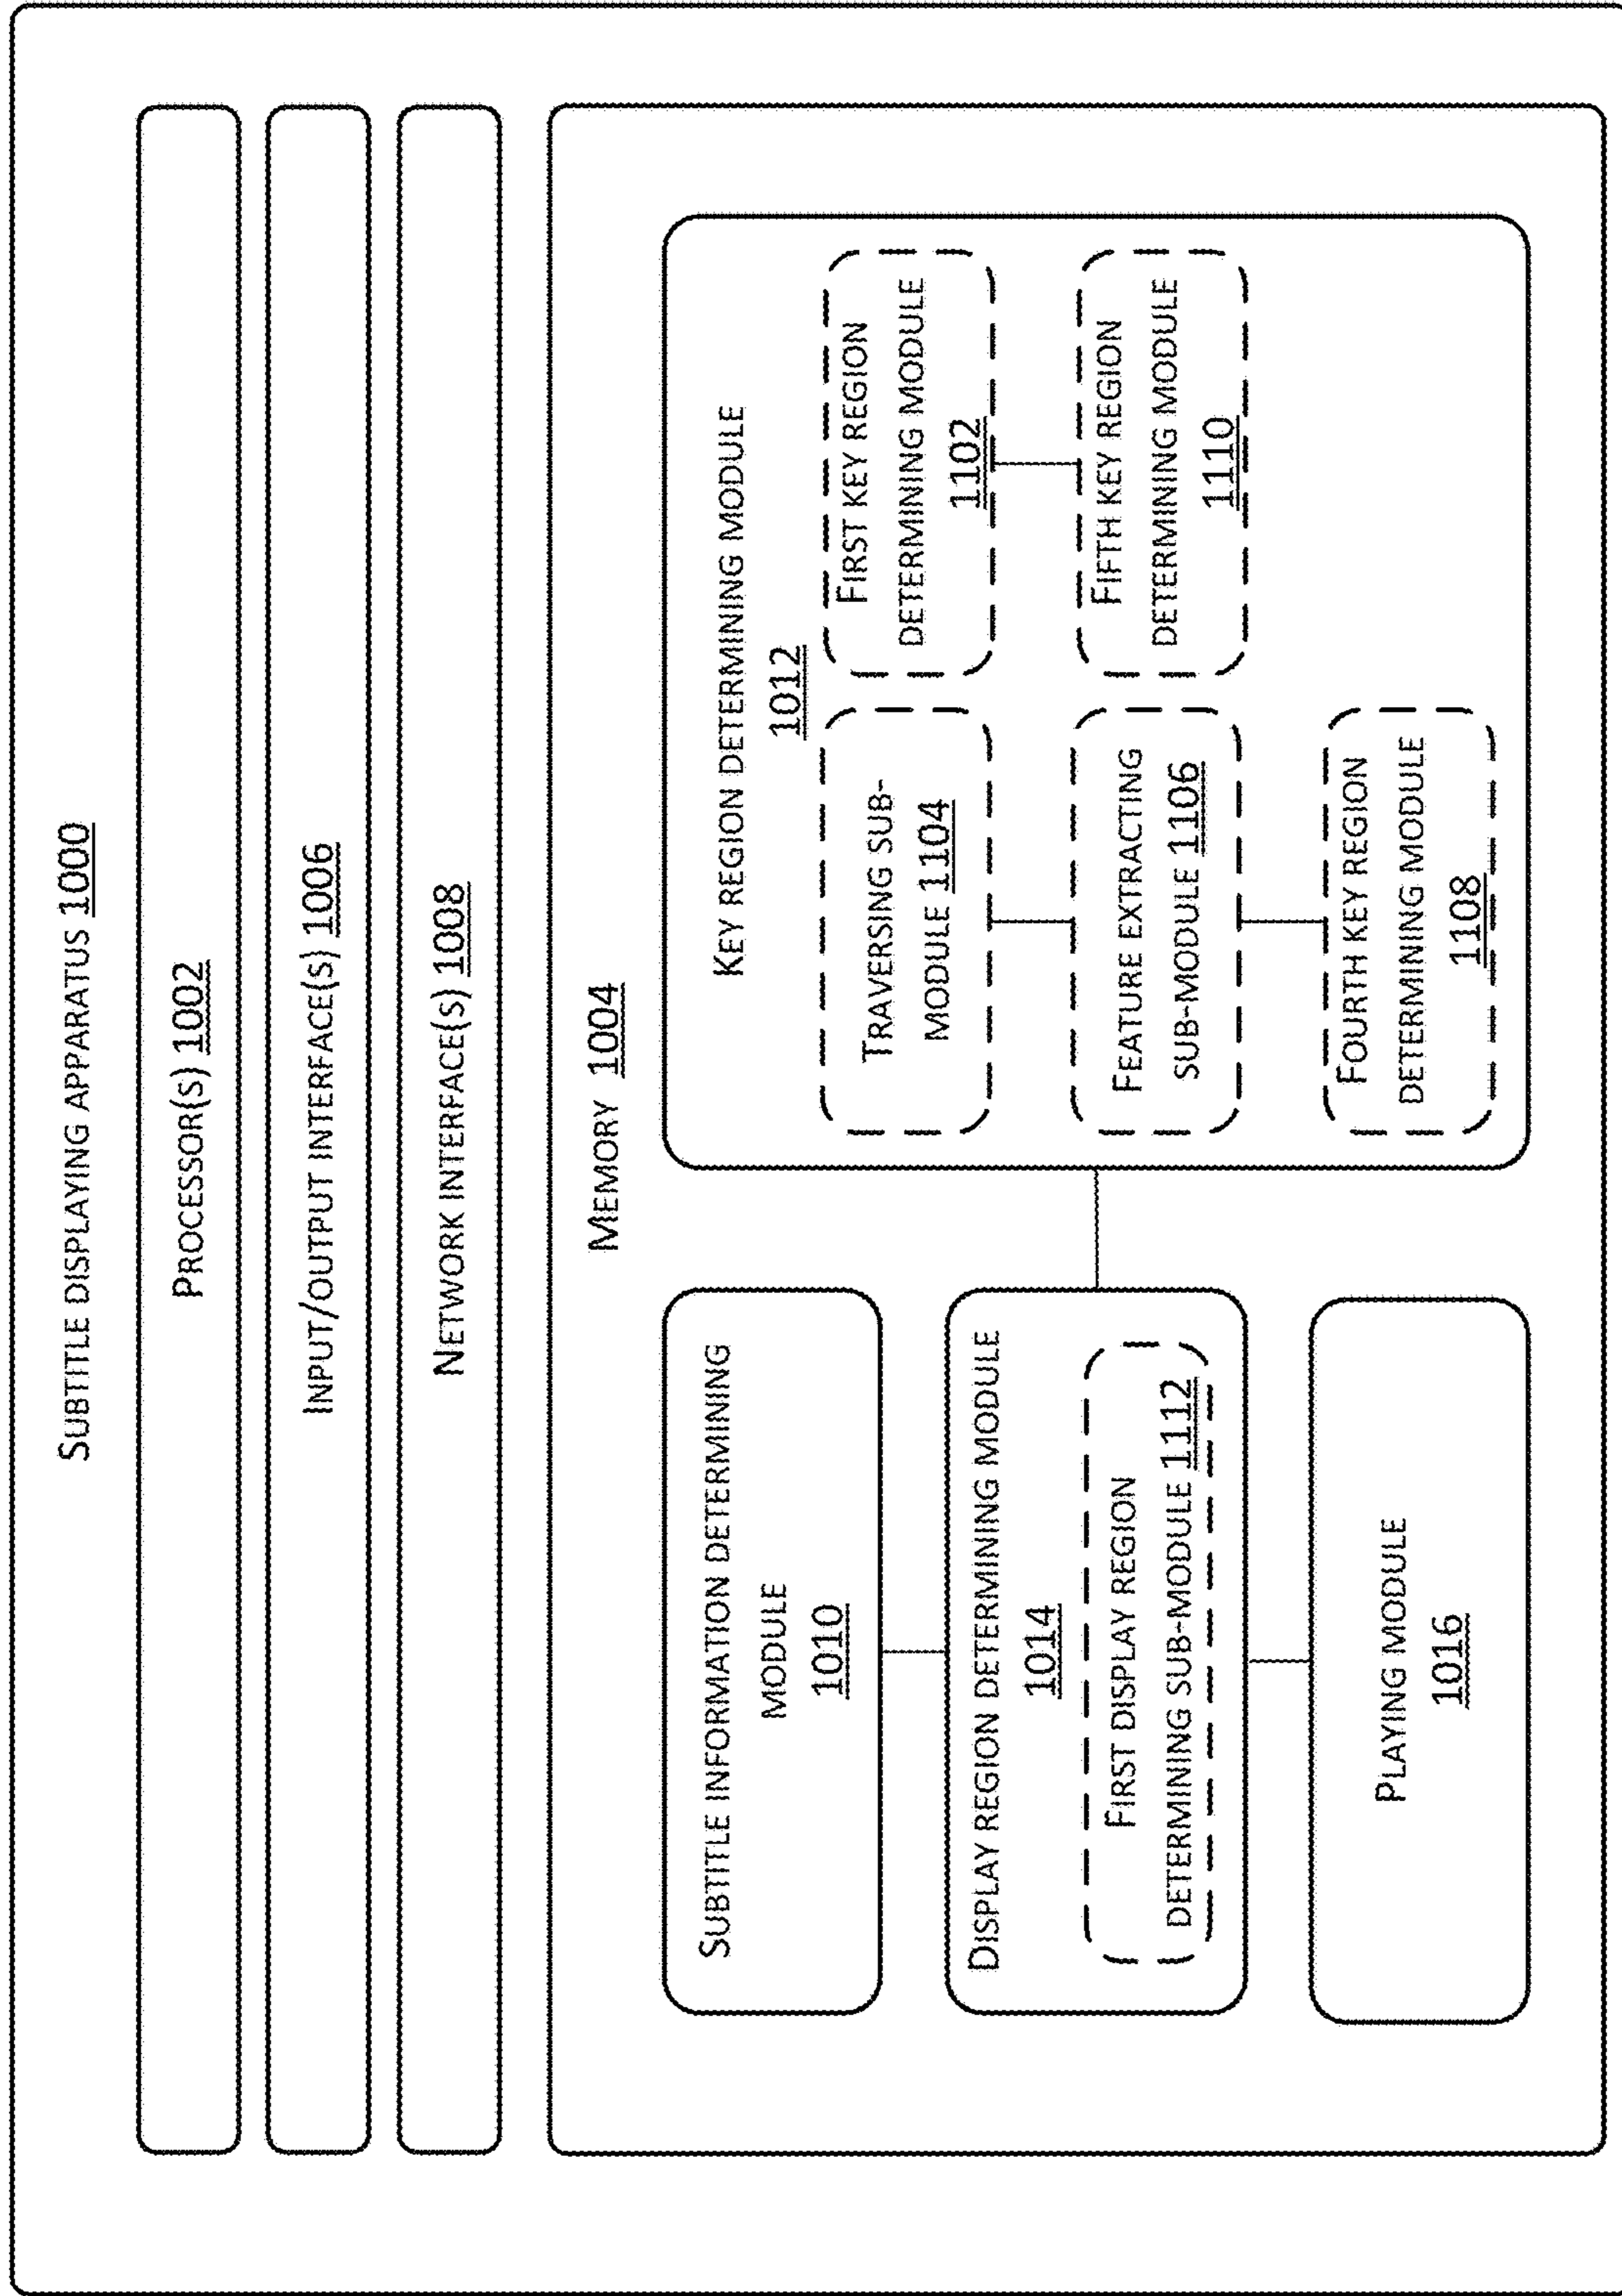 SUBTITLE DISPLAYING APPARATUS 1000
PROCESSOR(S) 1002
INPUT/OUTPUT INTERFACE(S) 1006
NETWORK INTERFACE(S) 1008
MEMORY 1004
SUBTITLE INFORMATION DETERMINING
MODULE
1010
DISPLAY REGION DETERMINING MODULE
1014
FIRST DISPLAY REGION
DETERMINING SUB-MODULE 1112
PLAYING MODULE
1016
KEY REGION DETERMINING MODULE
1012
TRAVERSING SUB-
MODULE 1104
FEATURE EXTRACTING
SUB-MODULE 1106
FOURTH KEY REGION
DETERMINING MODULE
1108
FIRST KEY REGION
DETERMINING MODULE
1102
FIFTH KEY REGION
DETERMINING MODULE
1110